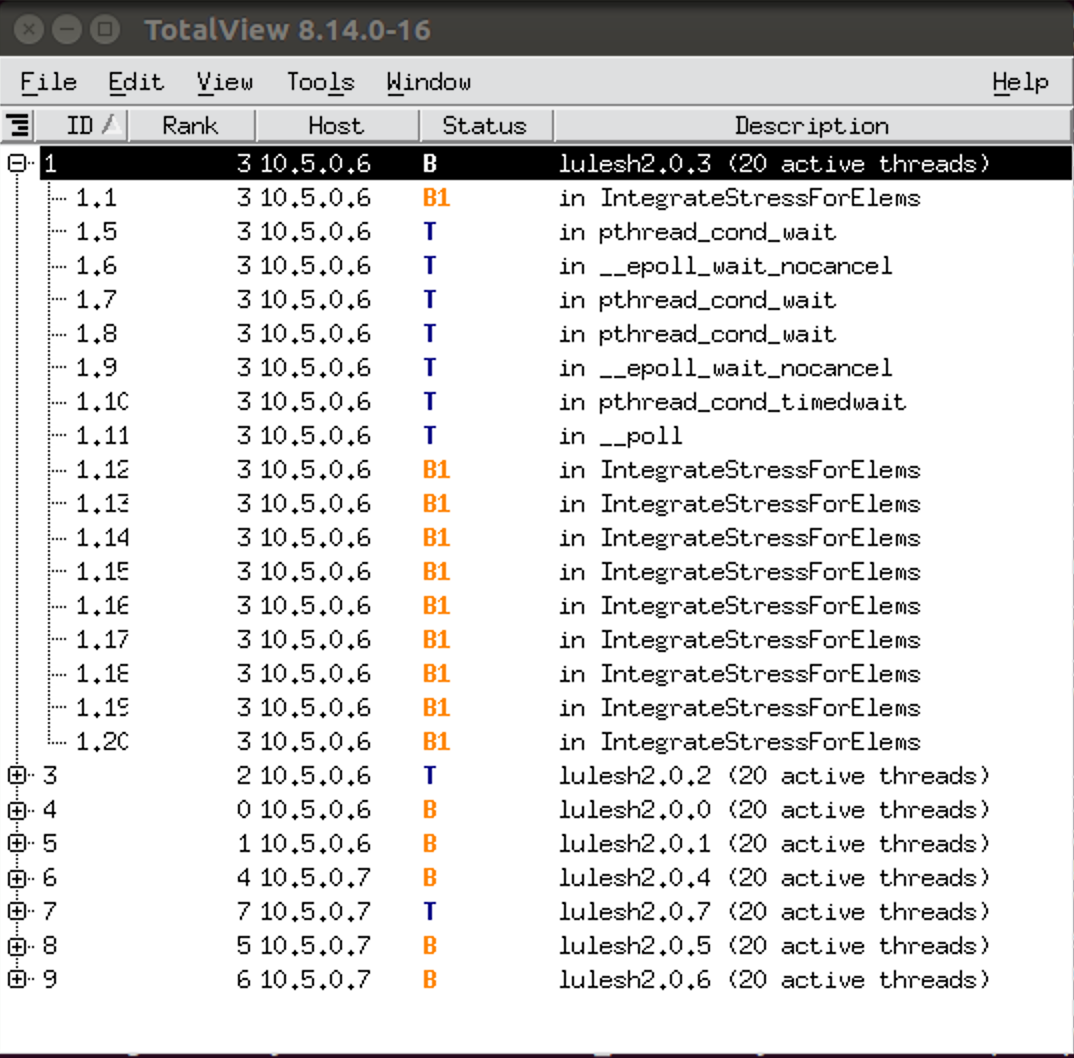 TotalView 8.14.0-16
File Edit View Tools Window Help
ID Rank Host Status Description
1 3 10.5.0.6 B lulesh2.0.3 (20 active threads)
1.1 3 10.5.0.6 B1 in IntegrateStressForElems
1.5 3 10.5.0.6 T in pthread_cond_wait
1.6 3 10.5.0.6 T in __epoll_wait_nocancel
1.7 3 10.5.0.6 T in pthread_cond_wait
1.8 3 10.5.0.6 T in pthread_cond_wait
1.9 3 10.5.0.6 T in __epoll_wait_nocancel
1.10 3 10.5.0.6 T in pthread_cond_timedwait
1.11 3 10.5.0.6 T in __poll
1.12 3 10.5.0.6 B1 in IntegrateStressForElems
1.13 3 10.5.0.6 B1 in IntegrateStressForElems
1.14 3 10.5.0.6 B1 in IntegrateStressForElems
1.15 3 10.5.0.6 B1 in IntegrateStressForElems
1.16 3 10.5.0.6 B1 in IntegrateStressForElems
1.17 3 10.5.0.6 B1 in IntegrateStressForElems
1.18 3 10.5.0.6 B1 in IntegrateStressForElems
1.19 3 10.5.0.6 B1 in IntegrateStressForElems
1.20 3 10.5.0.6 B1 in IntegrateStressForElems
3 2 10.5.0.6 T lulesh2.0.2 (20 active threads)
4 0 10.5.0.6 B lulesh2.0.0 (20 active threads)
5 1 10.5.0.6 B lulesh2.0.1 (20 active threads)
6 4 10.5.0.7 B lulesh2.0.4 (20 active threads)
7 7 10.5.0.7 T lulesh2.0.7 (20 active threads)
8 5 10.5.0.7 B lulesh2.0.5 (20 active threads)
9 6 10.5.0.7 B lulesh2.0.6 (20 active threads)